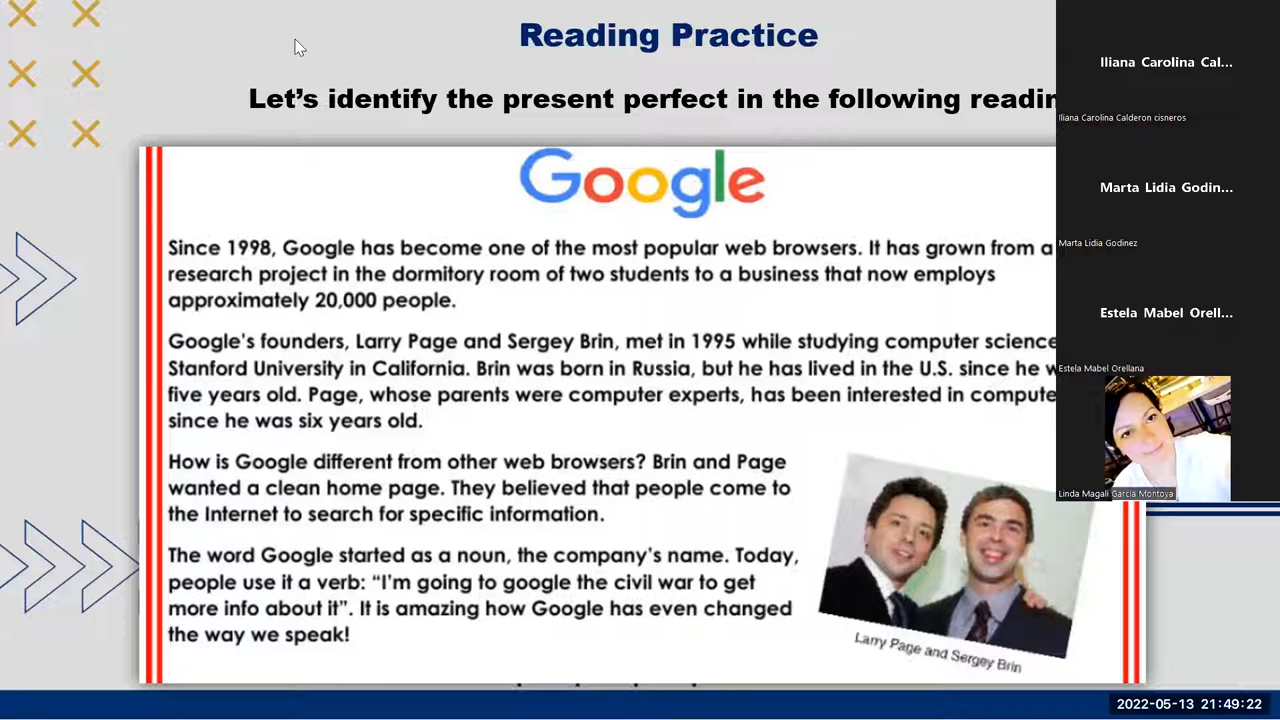 Reading Practice
Let's identify the present perfect in the following
Google
Since 1998, Google has become one of the most popular web browsers. It has grown from a
research project in the dormitory room of two students to a business that now employs
approximately 20,000 people.
Google's founders, Larry Page and Sergey Brin, met in 1995 while studying computer science
Stanford University in California. Brin was born in Russia, but he has lived in the U.S. since he
five years old. Page, whose parents were computer experts, has been interested in
since he was six years old.
How is Google different from other web browsers? Brin and Page
wanted a clean home page. They believed that people come to
the Internet to search for specific information.
The word Google started as a noun, the company's name. Today,
people use it a verb: "I'm going to google the civil war to get
more info about it". It is amazing how Google has even changed
the way we speak!
Larry Page and Sergey Brin
Iliana Carolina Cal...
Iliana Carolina Calderon cisneros
Marta Lidia Godin...
Marta Lidia Godinez
Estela Mabel Orell...
Estela Mabel Orellana
Linda Magali Garcia Montoya
2022-05-13 21:49:22